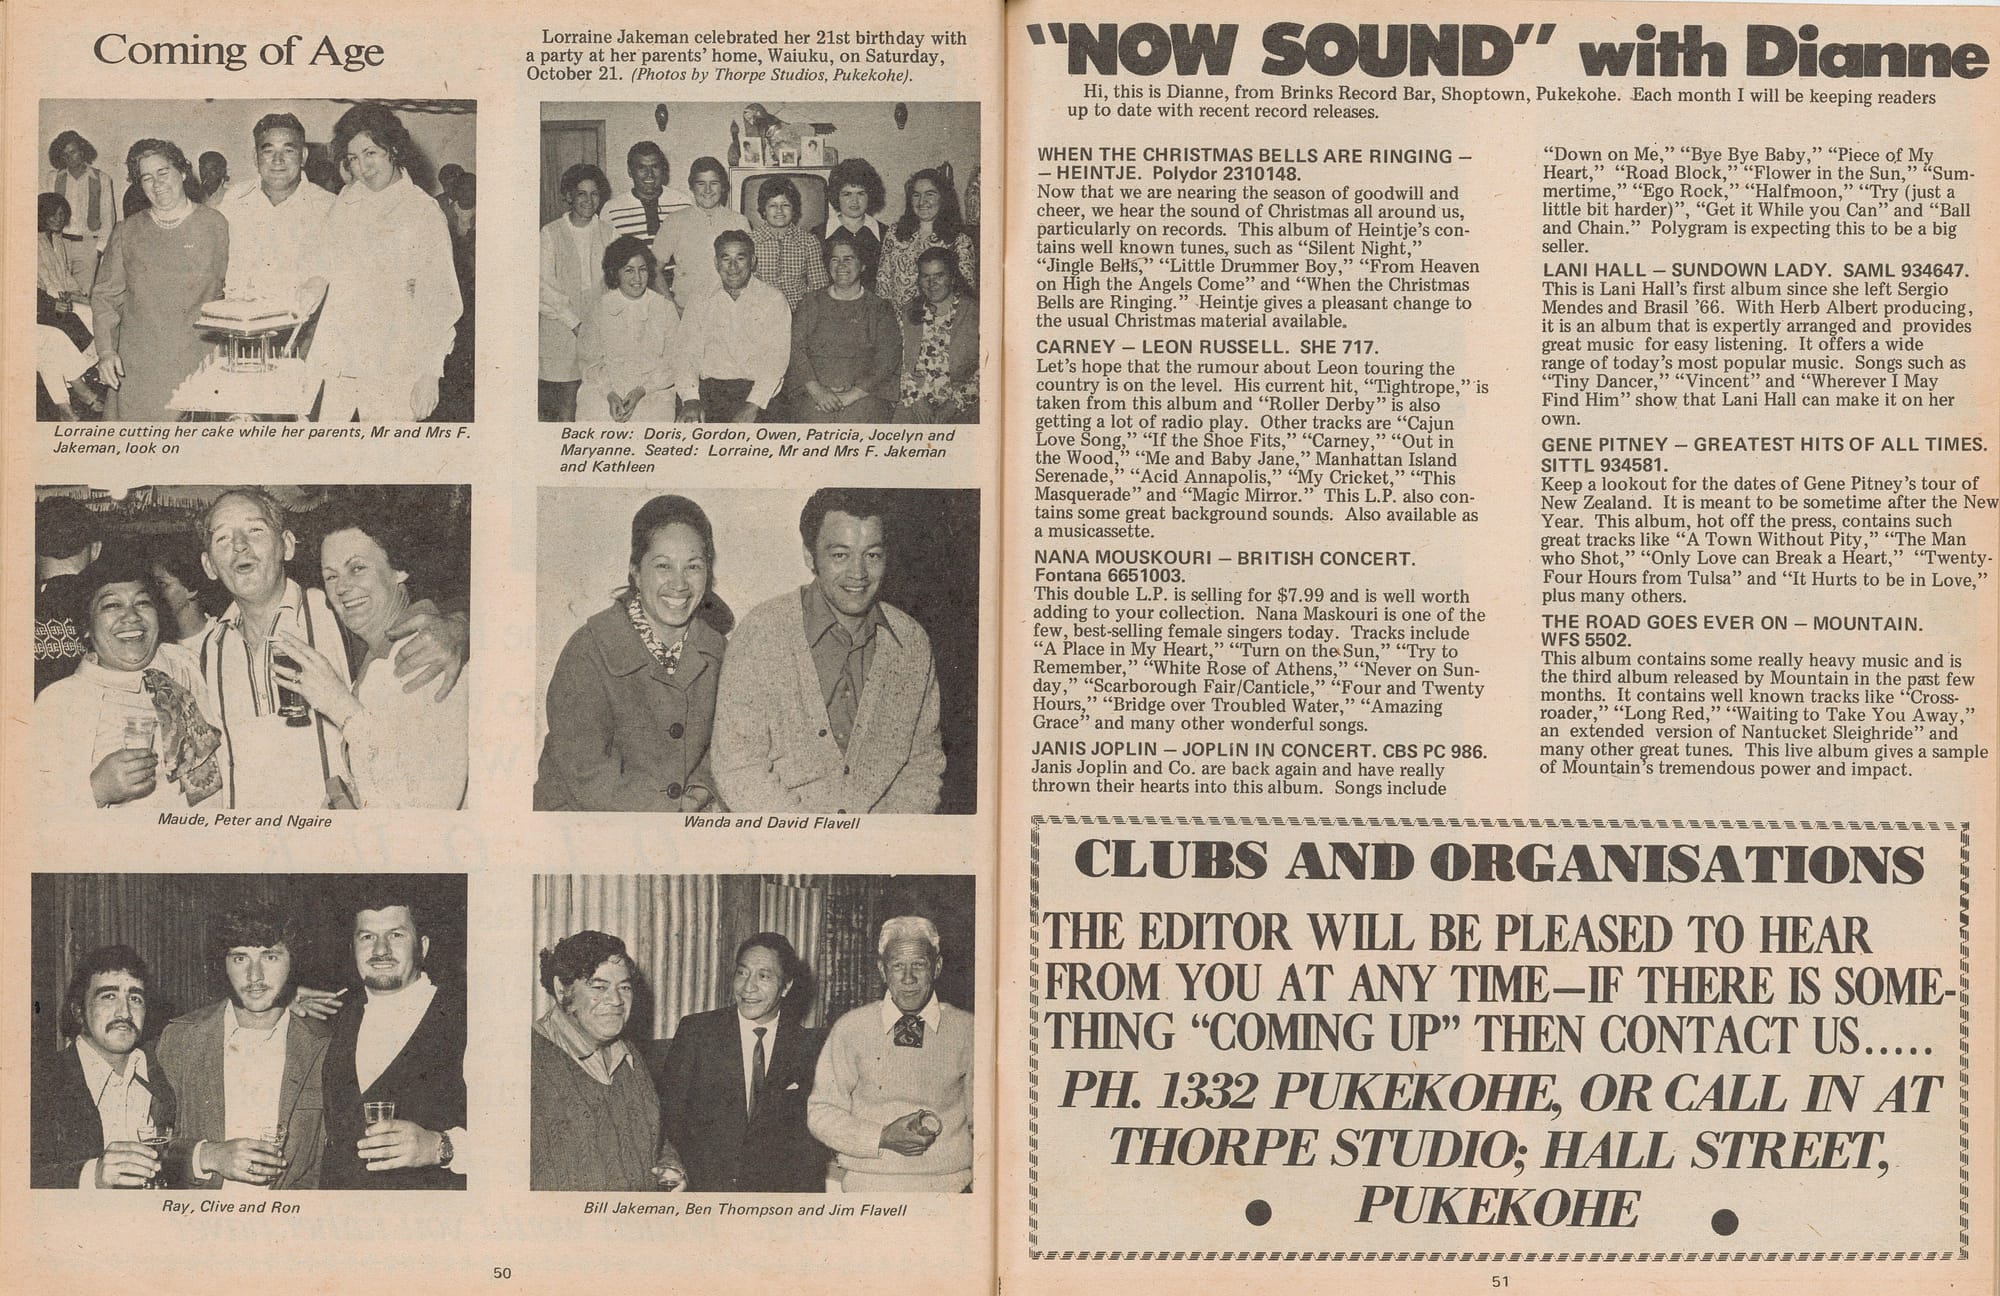 Coming of Age
Lorraine Jakeman celebrated her 21st birthday with
a party at her parents' home, Waiuku, on Saturday,
October 21. (Photos by Thorpe Studios, Pukekohe).
Lorraine cutting her cake while her parents, Mr and Mrs F.
Jakeman, look on
Back row: Doris, Gordon, Owen, Patricia, Jocelyn and
Maryanne. Seated: Lorraine, Mr and Mrs F. Jakeman
and Kathleen
Maude, Peter and Ngaire
Wanda and David Flavell
Ray, Clive and Ron
Bill Jakeman, Ben Thompson and Jim Flavell
50
"NOW SOUND" with Dianne
Hi, this is Dianne, from Brinks Record Bar, Shoptown, Pukekohe. Each month I will be keeping readers
up to date with recent record releases.
WHEN THE CHRISTMAS BELLS ARE RINGING –
– HEINTJE. Polydor 2310148.
Now that we are nearing the season of goodwill and
cheer, we hear the sound of Christmas all around us,
particularly on records. This album of Heintje's con-
tains well known tunes, such as "Silent Night,"
"Jingle Bells," "Little Drummer Boy," "From Heaven
on High the Angels Come" and "When the Christmas
Bells are Ringing." Heintje gives a pleasant change to
the usual Christmas material available.
CARNEY – LEON RUSSELL. SHE 717.
Let's hope that the rumour about Leon touring the
country is on the level. His current hit, "Tightrope," is
taken from this album and "Roller Derby" is also
getting a lot of radio play. Other tracks are "Cajun
Love Song," "If the Shoe Fits," "Carney," "Out in
the Wood," "Me and Baby Jane," Manhattan Island
Serenade," "Acid Annapolis," "My Cricket," "This
Masquerade" and "Magic Mirror." This L.P. also con-
tains some great background sounds. Also available as
a musicassette.
NANA MOUSKOURI – BRITISH CONCERT.
Fontana 6651003.
This double L.P. is selling for $7.99 and is well worth
adding to your collection. Nana Maskouri is one of the
few, best-selling female singers today. Tracks include
"A Place in My Heart," "Turn on the Sun," "Try to
Remember," "White Rose of Athens," "Never on Sun-
day," "Scarborough Fair/Canticle," "Four and Twenty
Hours," "Bridge over Troubled Water," "Amazing
Grace" and many other wonderful songs.
JANIS JOPLIN – JOPLIN IN CONCERT. CBS PC 986.
Janis Joplin and Co. are back again and have really
thrown their hearts into this album. Songs include
"Down on Me," "Bye Bye Baby," "Piece of My
Heart," "Road Block," "Flower in the Sun," "Sum-
mertime," "Ego Rock," "Halfmoon," "Try (just a
little bit harder)", "Get it While you Can" and "Ball
and Chain." Polygram is expecting this to be a big
seller.
LANI HALL – SUNDOWN LADY. SAML 934647.
This is Lani Hall's first album since she left Sergio
Mendes and Brasil '66. With Herb Albert producing,
it is an album that is expertly arranged and provides
great music for easy listening. It offers a wide
range of today's most popular music. Songs such as
"Tiny Dancer," "Vincent" and "Wherever I May
Find Him" show that Lani Hall can make it on her
own.
GENE PITNEY – GREATEST HITS OF ALL TIMES.
SITTL 934581.
Keep a lookout for the dates of Gene Pitney's tour of
New Zealand. It is meant to be sometime after the New
Year. This album, hot off the press, contains such
great tracks like "A Town Without Pity," "The Man
who Shot," "Only Love can Break a Heart," "Twenty-
Four Hours from Tulsa" and "It Hurts to be in Love,"
plus many others.
THE ROAD GOES EVER ON – MOUNTAIN.
WFS 5502.
This album contains some really heavy music and is
the third album released by Mountain in the past few
months. It contains well known tracks like "Cross-
roader," "Long Red," "Waiting to Take You Away,"
an extended version of Nantucket Sleighride" and
many other great tunes. This live album gives a sample
of Mountain's tremendous power and impact.
CLUBS AND ORGANISATIONS
THE EDITOR WILL BE PLEASED TO HEAR
FROM YOU AT ANY TIME—IF THERE IS SOME-
THING "COMING UP" THEN CONTACT US.....
PH. 1332 PUKEKOHE, OR CALL IN AT
THORPE STUDIO; HALL STREET,
PUKEKOHE
51